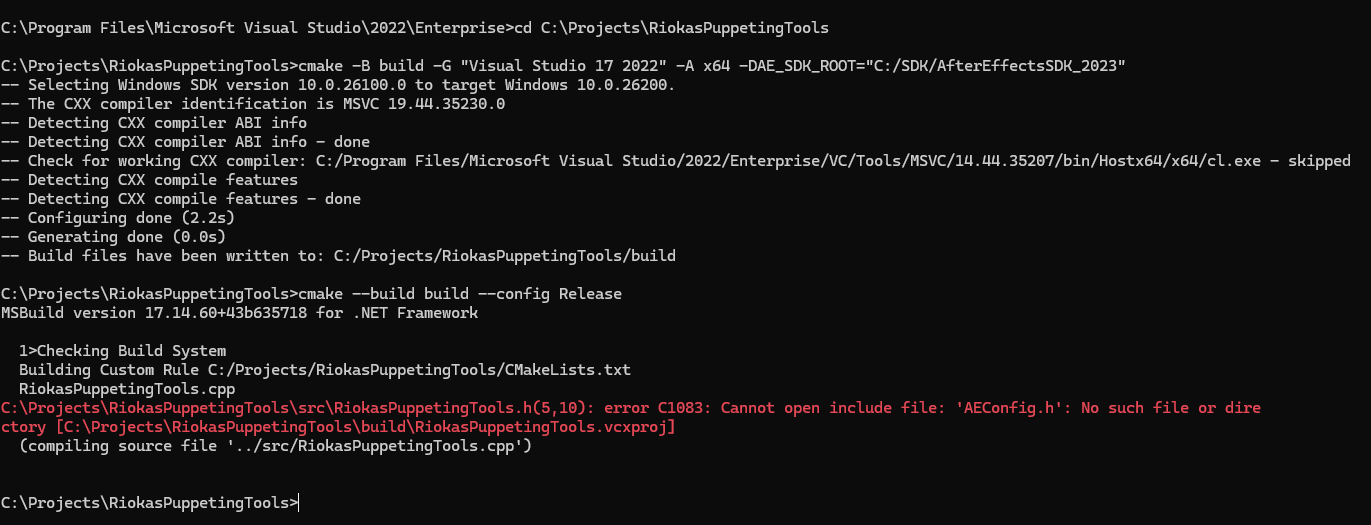 C:\Program Files\Microsoft Visual Studio\2022\Enterprise>cd C:\Projects\RiokasPuppetingTools
C:\Projects\RiokasPuppetingTools>cmake -B build -G "Visual Studio 17 2022" -A x64 -DAE_SDK_ROOT="C:/SDK/AfterEffectsSDK_2023"
-- Selecting Windows SDK version 10.0.26100.0 to target Windows 10.0.26200.
-- The CXX compiler identification is MSVC 19.44.35230.0
-- Detecting CXX compiler ABI info
-- Detecting CXX compiler ABI info - done
-- Check for working CXX compiler: C:/Program Files/Microsoft Visual Studio/2022/Enterprise/VC/Tools/MSVC/14.44.35207/bin/Hostx64/x64/cl.exe - skipped
-- Detecting CXX compile features
-- Detecting CXX compile features - done
-- Configuring done (2.2s)
-- Generating done (0.0s)
-- Build files have been written to: C:/Projects/RiokasPuppetingTools/build
C:\Projects\RiokasPuppetingTools>cmake --build build --config Release
MSBuild version 17.14.60+43b635718 for .NET Framework
1>Checking Build System
Building Custom Rule C:/Projects/RiokasPuppetingTools/CMakeLists.txt
RiokasPuppetingTools.cpp
C:\Projects\RiokasPuppetingTools\src\RiokasPuppetingTools.h(5,10): error C1083: Cannot open include file: 'AEConfig.h': No such file or dire
ctory [C:\Projects\RiokasPuppetingTools\build\RiokasPuppetingTools.vcxproj]
(compiling source file '../src/RiokasPuppetingTools.cpp')
C:\Projects\RiokasPuppetingTools>